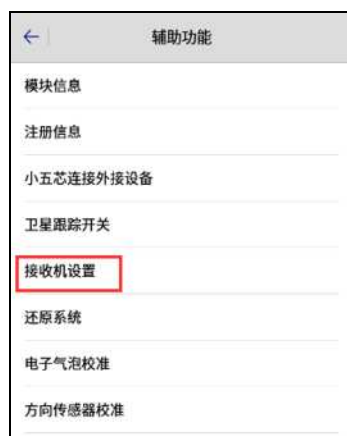 辅助功能
模块信息
注册信息
小五芯连接外接设备
卫星跟踪开关
接收机设置
还原系统
电子气泡校准
方向传感器校准